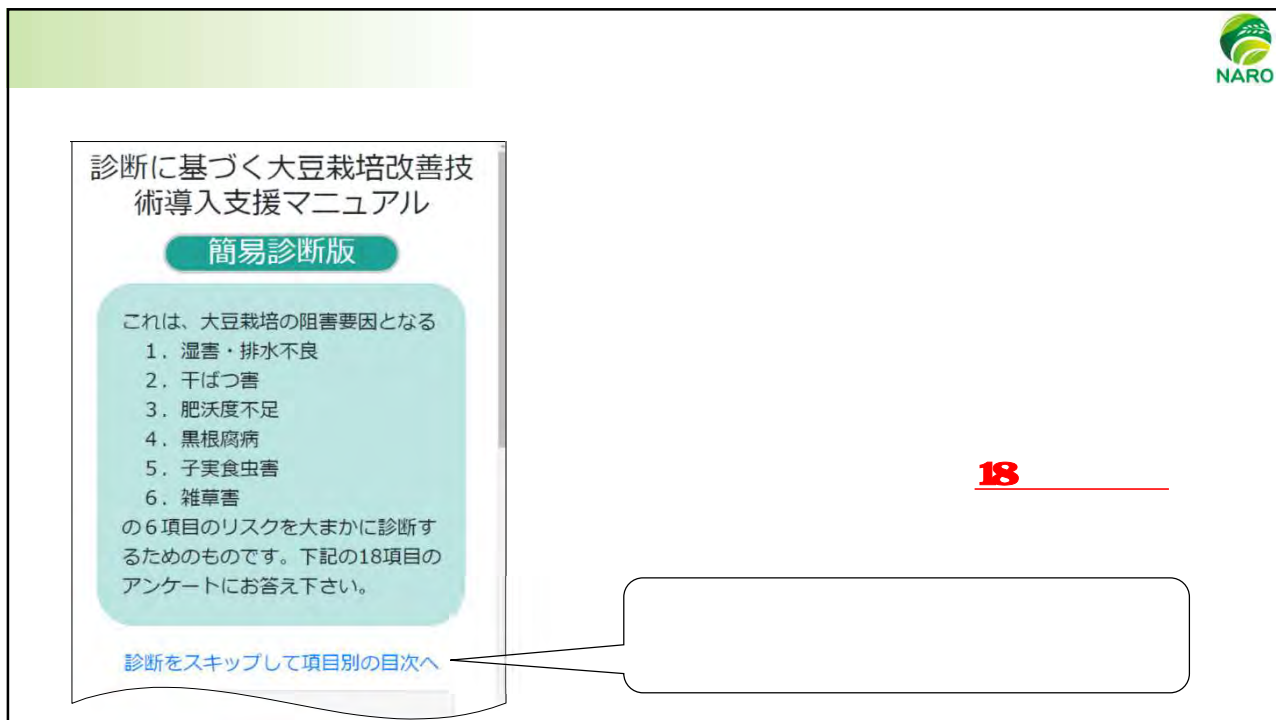 NARO
診断に基づく大豆栽培改善技
術導入支援マニュアル
簡易診断版
これは、大豆栽培の阻害要因となる
1．湿害・排水不良
2．干ばつ害
3．肥沃度不足
4．黒根腐病
5．子実食虫害
6．雑草害
の６項目のリスクを大まかに診断す
るためのものです。下記の18項目の
アンケートにお答え下さい。
診断をスキップして項目別の目次へ
18